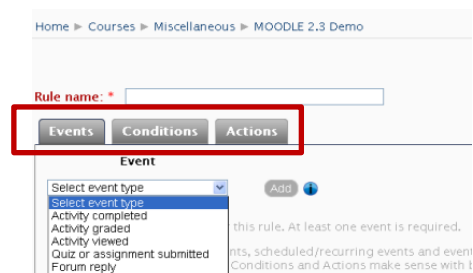 Home ► Courses ► Miscellaneous ► MOODLE 2.3 Demo
Rule name: *
Events Conditions Actions
Event
Select event type Add i
Select event type
Activity completed
Activity graded this rule. At least one event is required.
Activity viewed
Quiz or assignment submitted nts, scheduled/recurring events and event
Forum reply Conditions and Actions make sense with b